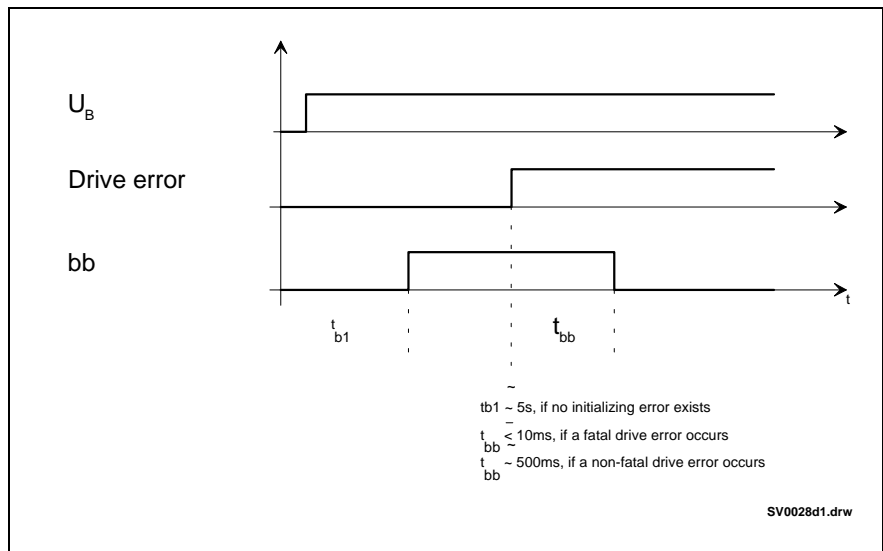 U_B
Drive error
bb
t
t_b1
t_bb
tb1 ≈ 5s, if no initializing error exists
t_bb ≤ 10ms, if a fatal drive error occurs
t_bb ≈ 500ms, if a non-fatal drive error occurs
SV0028d1.drw